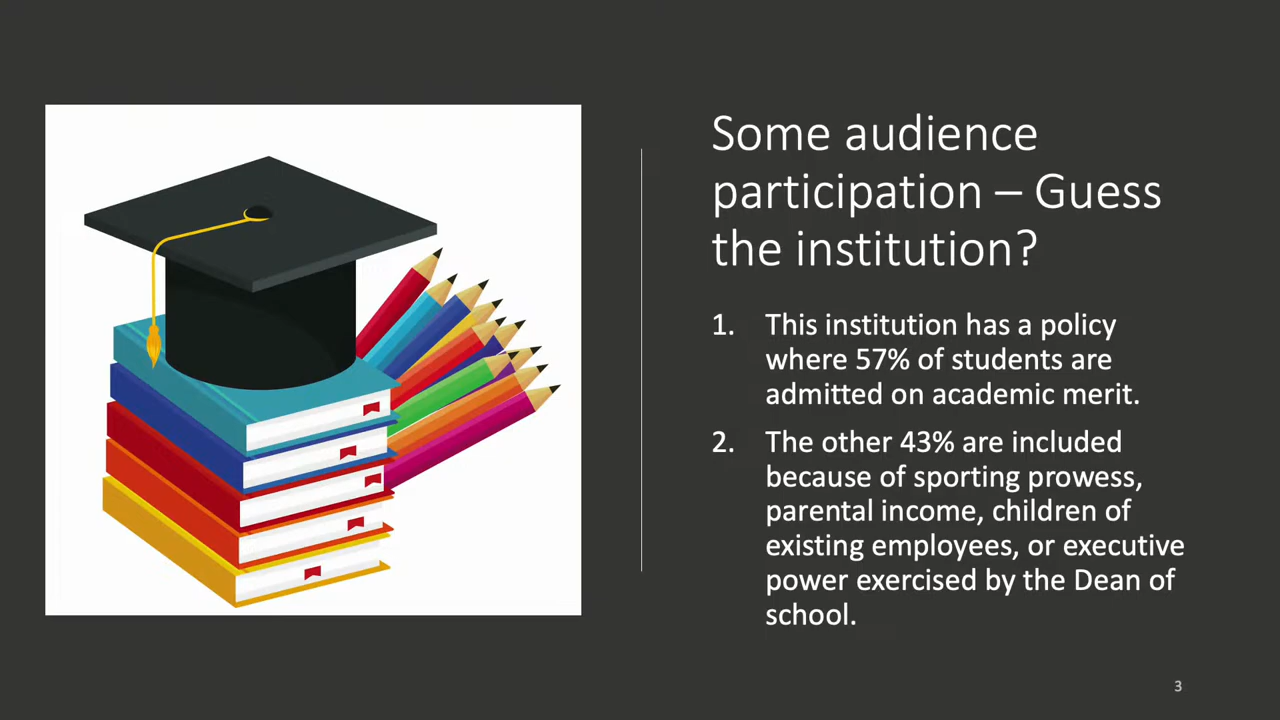 Some audience
participation – Guess
the institution?
1. This institution has a policy
where 57% of students are
admitted on academic merit.
2. The other 43% are included
because of sporting prowess,
parental income, children of
existing employees, or executive
power exercised by the Dean of
school.
3